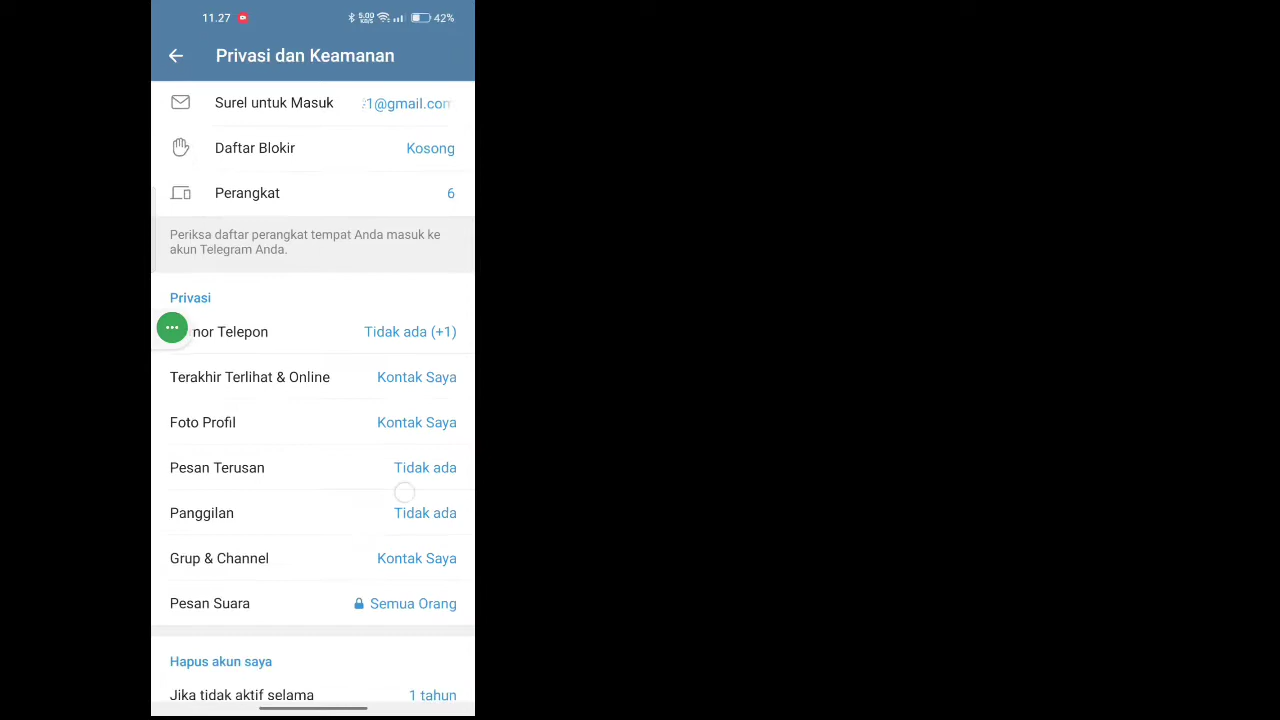 11.27
5.00 KB/s 42%
Privasi dan Keamanan
Surel untuk Masuk 1@gmail.com
Daftar Blokir Kosong
Perangkat 6
Periksa daftar perangkat tempat Anda masuk ke
akun Telegram Anda.
Privasi
nor Telepon Tidak ada (+1)
Terakhir Terlihat & Online Kontak Saya
Foto Profil Kontak Saya
Pesan Terusan Tidak ada
Panggilan Tidak ada
Grup & Channel Kontak Saya
Pesan Suara Semua Orang
Hapus akun saya
Jika tidak aktif selama 1 tahun